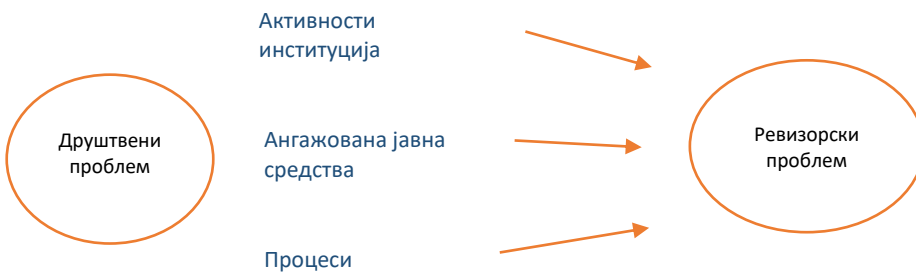 Активности
институција
Друштвени
проблем
Ангажована јавна
средства
Ревизорски
проблем
Процеси